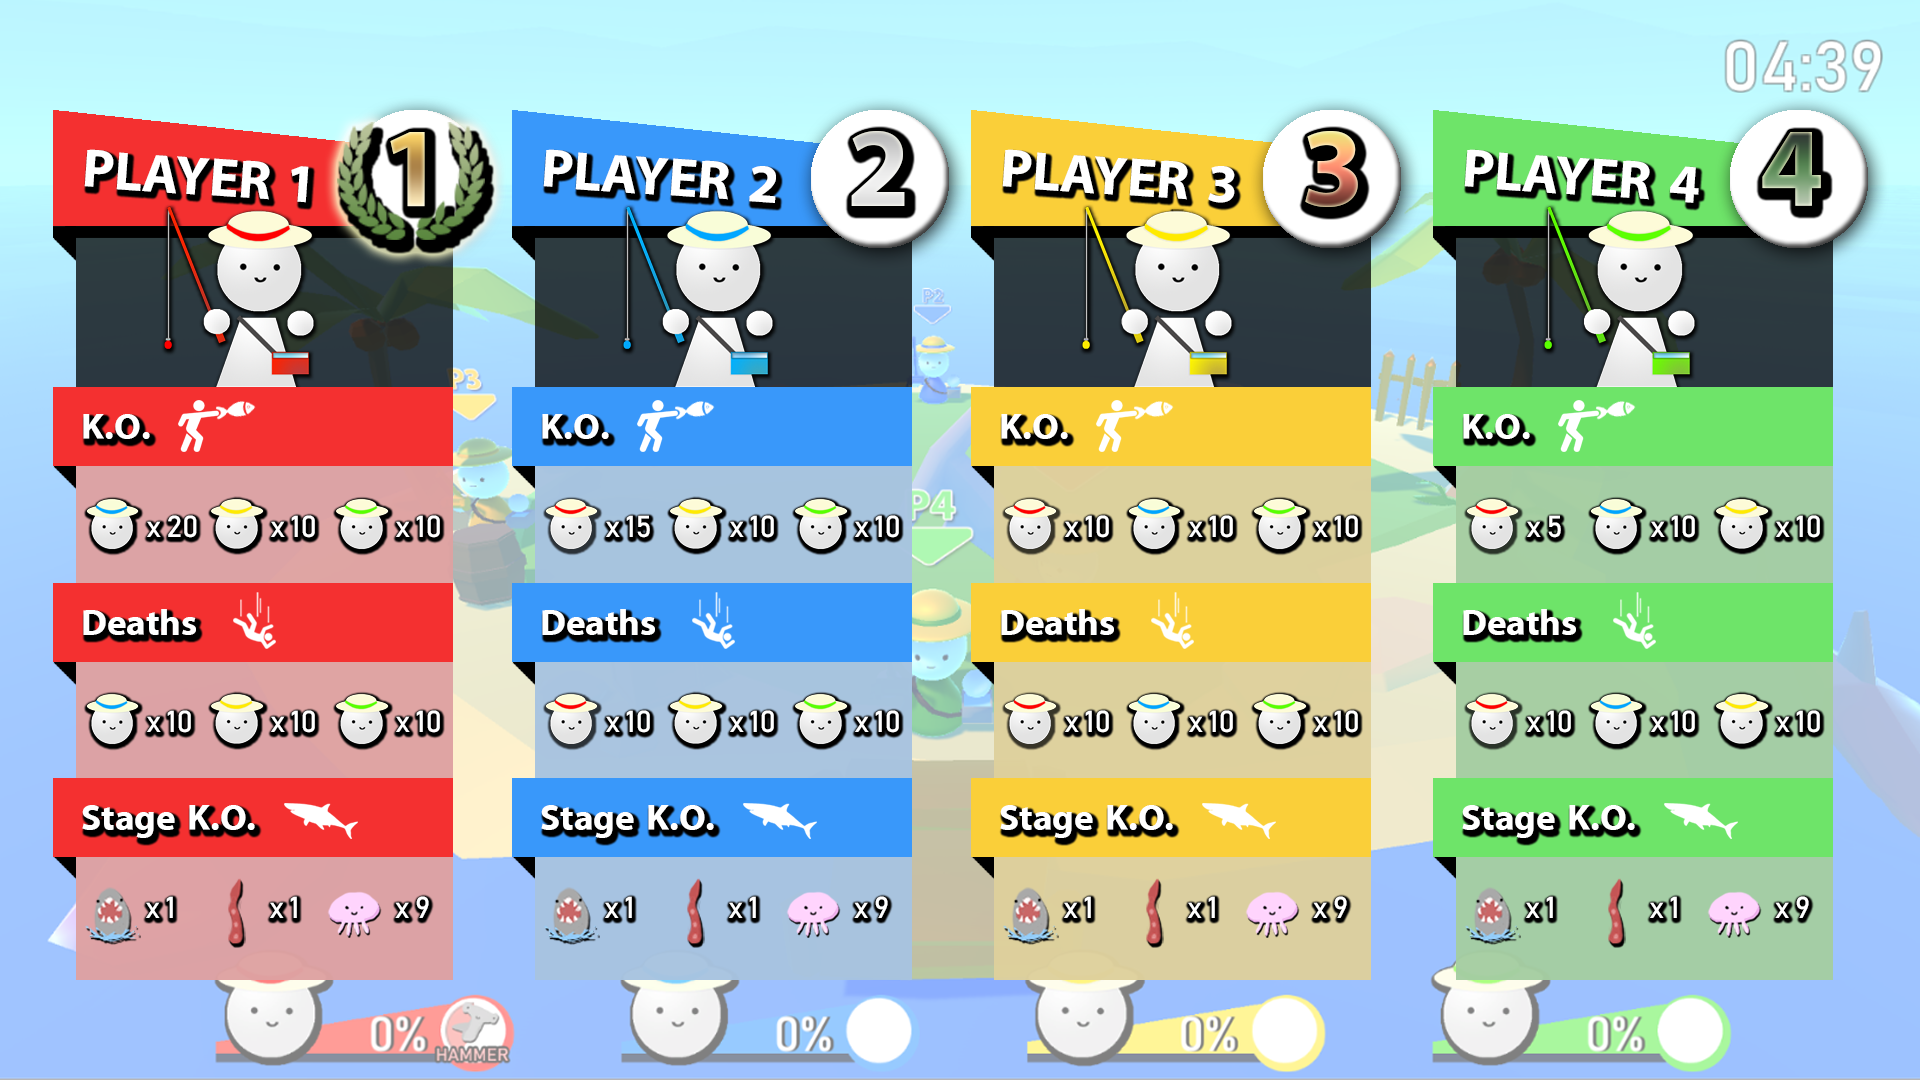 04:39
PLAYER 1 1
PLAYER 2 2
PLAYER 3 3
PLAYER 4 4
P2
P3
K.O. K.O. K.O. K.O.
P4
x20 x10 x10
x15 x10 x10
x10 x10 x10
x5 x10 x10
Deaths Deaths Deaths Deaths
x10 x10 x10
x10 x10 x10
x10 x10 x10
x10 x10 x10
Stage K.O. Stage K.O. Stage K.O. Stage K.O.
x1 x1 x9
x1 x1 x9
x1 x1 x9
x1 x1 x9
0% 0% 0% 0%
HAMMER